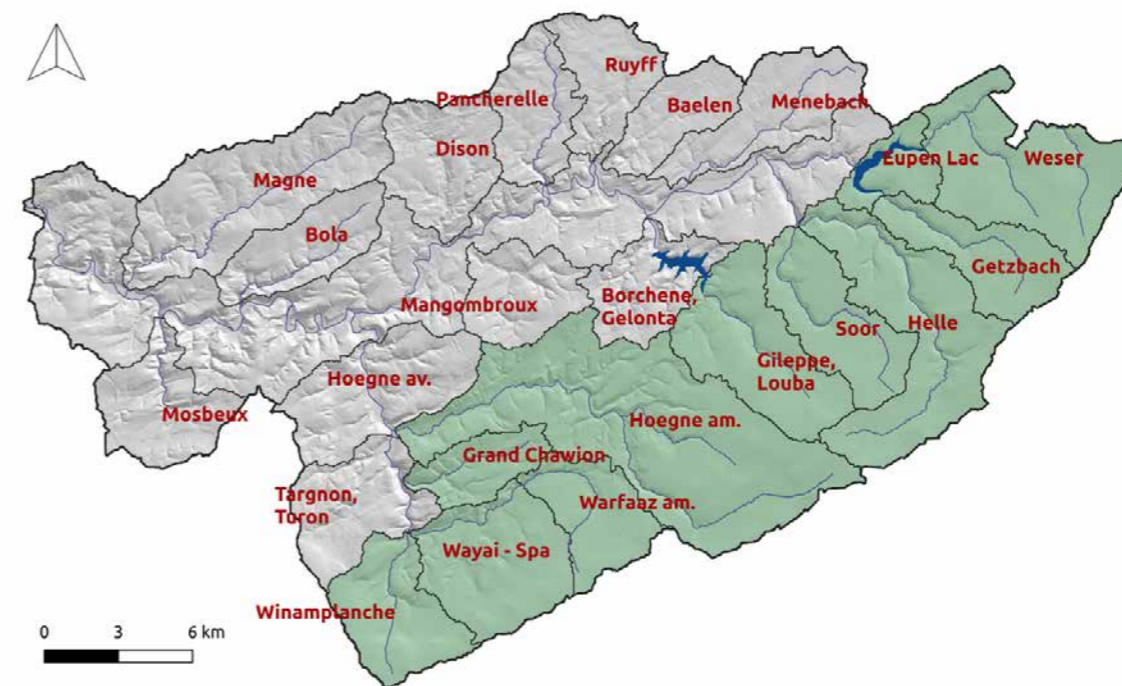 Ruyff
Pancherelle
Baelen
Menebach
Dison
Eupen Lac
Weser
Magne
Bola
Getzbach
Mangombroux
Borchene,
Gelonta
Soor
Helle
Gileppe,
Louba
Hoegne av.
Mosbeux
Hoegne am.
Grand Chawion
Targnon,
Turon
Warfaaz am.
Wayai - Spa
Winamplanche
0 3 6 km